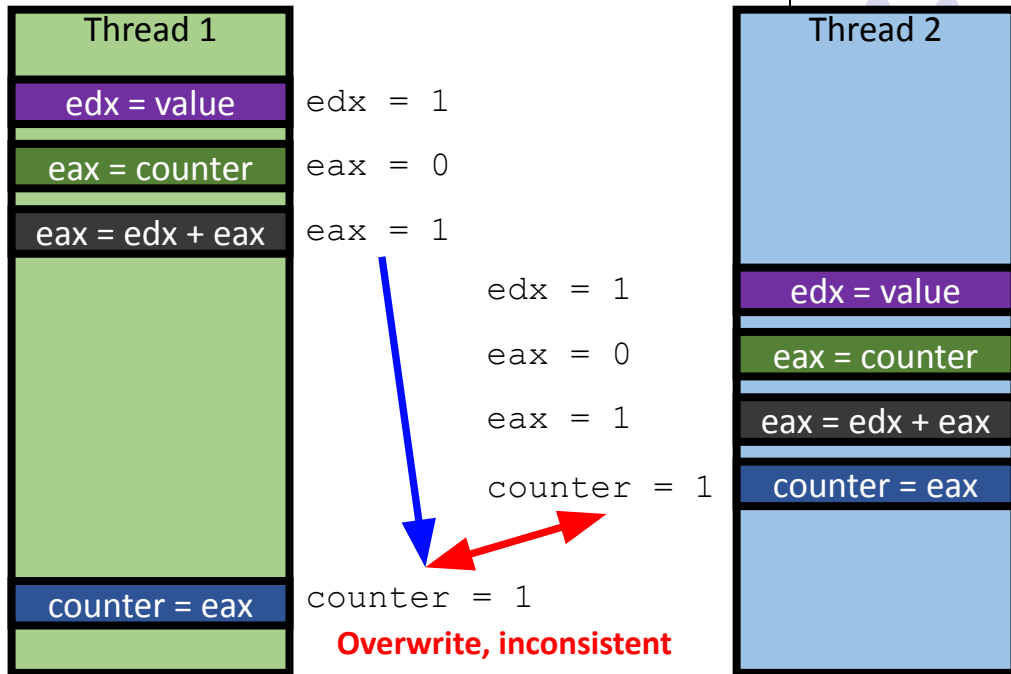 Thread 1
Thread 2
edx = value
edx = 1
eax = counter
eax = 0
eax = edx + eax
eax = 1
edx = 1
edx = value
eax = 0
eax = counter
eax = 1
eax = edx + eax
counter = 1
counter = eax
counter = eax
counter = 1
Overwrite, inconsistent